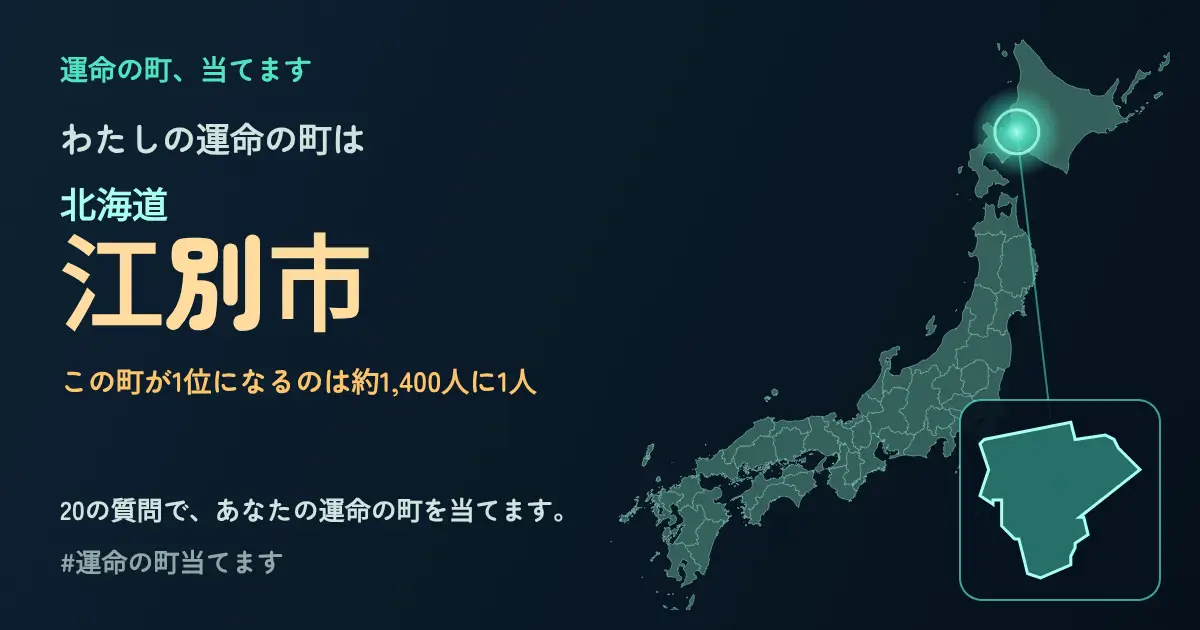 運命の町、当てます
わたしの運命の町は
北海道
江別市
この町が1位になるのは約1,400人に1人
20の質問で、あなたの運命の町を当てます。
#運命の町当てます